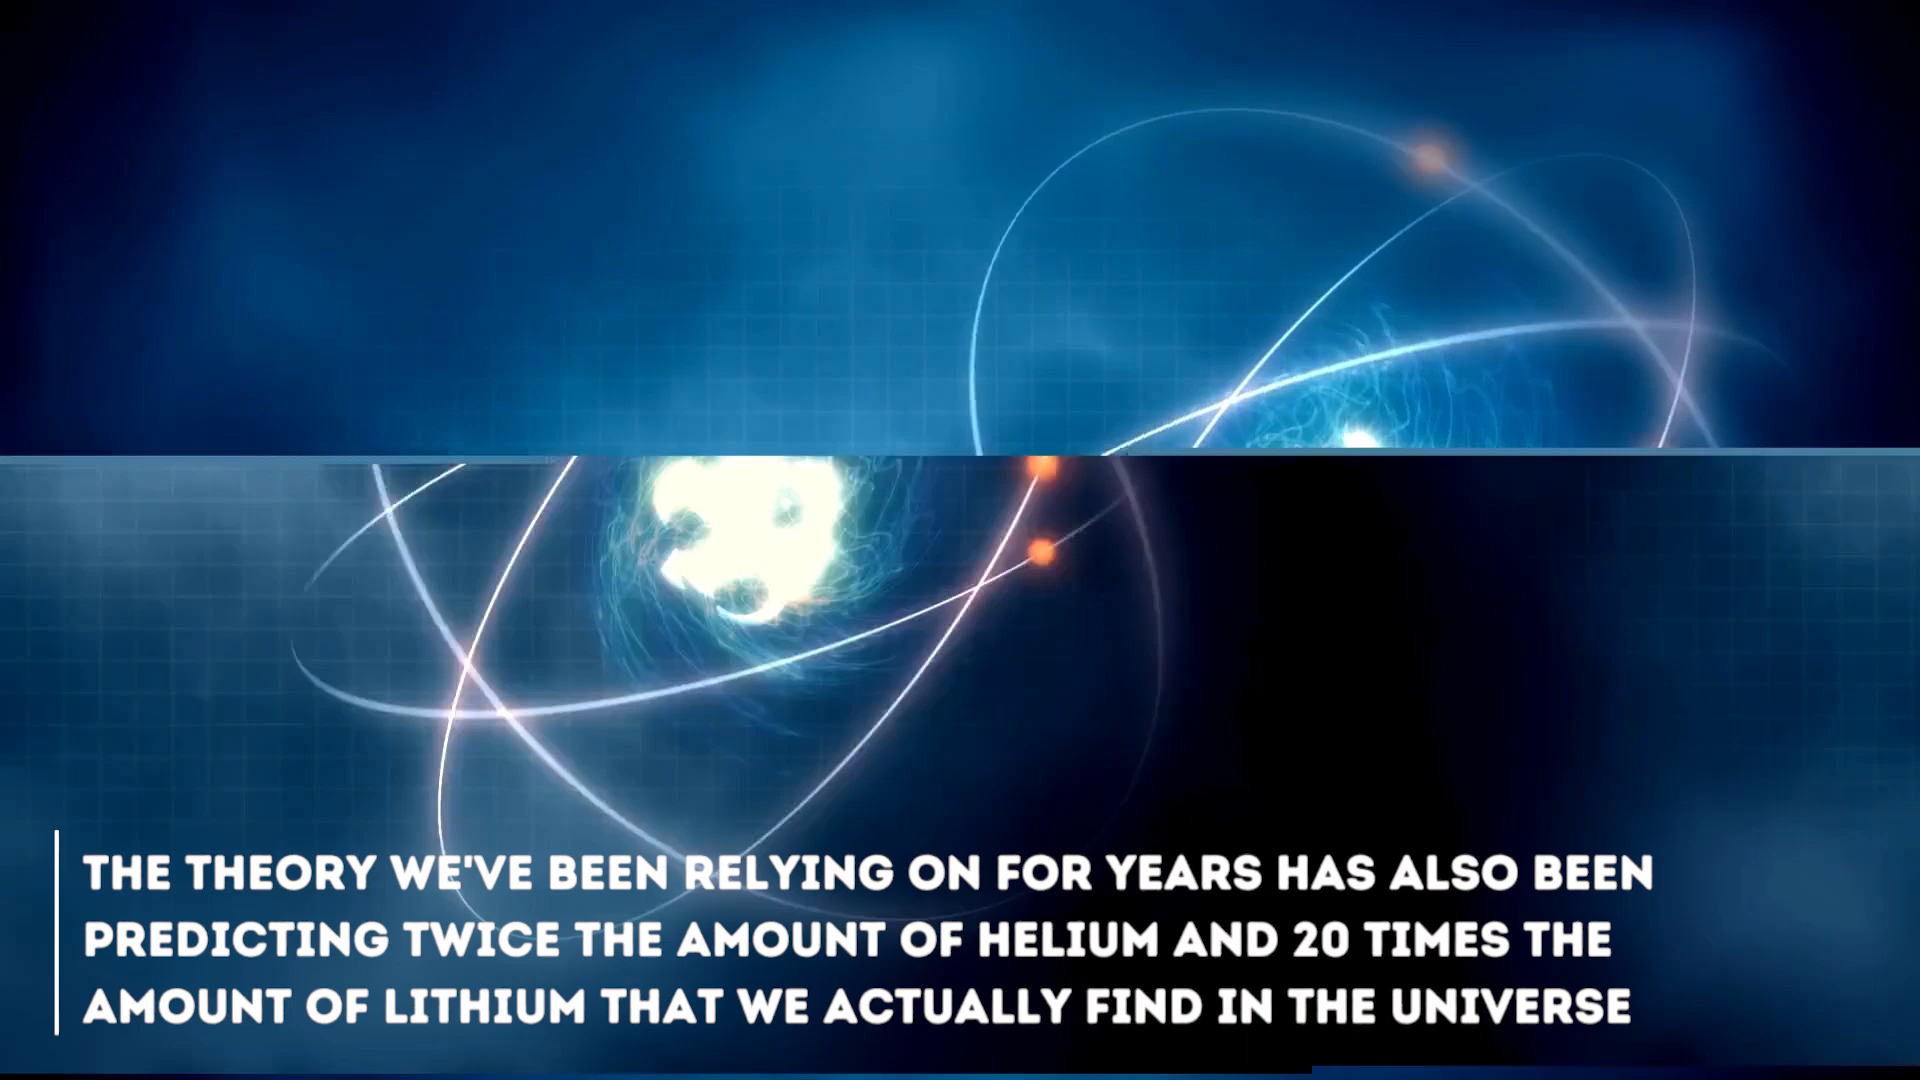 THE THEORY WE'VE BEEN RELYING ON FOR YEARS HAS ALSO BEEN
PREDICTING TWICE THE AMOUNT OF HELIUM AND 20 TIMES THE
AMOUNT OF LITHIUM THAT WE ACTUALLY FIND IN THE UNIVERSE